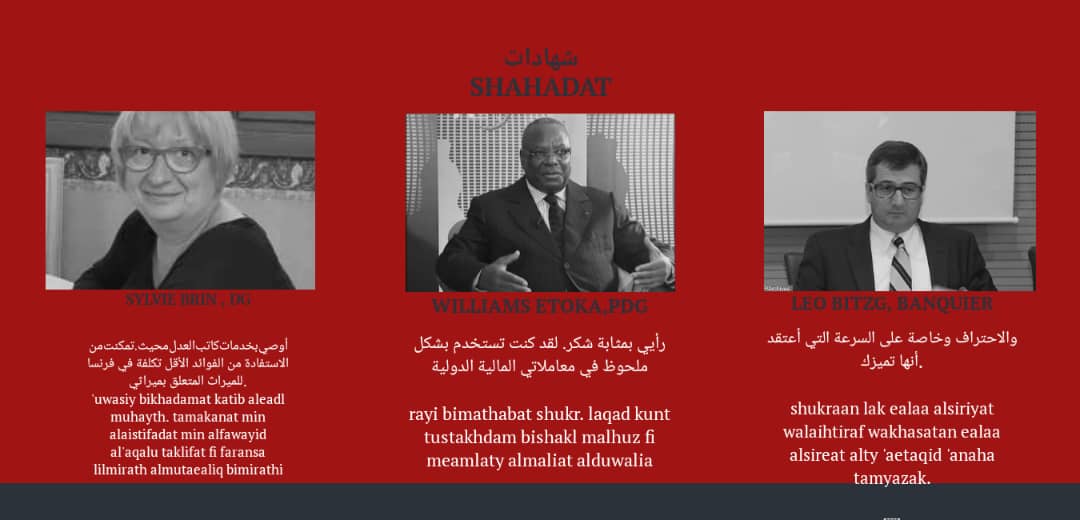 شهادات
SHAHADAT
SYLVIE BRIN , DG
أوصي بخدمات كاتب العدل محيث. تمكنت من
الاستفادة من الفوائد الأقل تكلفة في فرنسا
للميراث المتعلق بميراثي.
'uwasiy bikhadamat katib aleadl
muhayth. tamakanat min
alaistifadat min alfawayid
al'aqalu taklifat fi faransa
lilmirath almutaealiq bimirathi
WILLIAMS ETOKA,PDG
رأيي بمثابة شكر. لقد كنت تستخدم بشكل
ملحوظ في معاملاتي المالية الدولية
rayi bimathabat shukr. laqad kunt
tustakhdam bishakl malhuz fi
meamlaty almaliat alduwalia
LEO BITZG, BANQUIER
والاحتراف وخاصة على السرعة التي أعتقد
أنها تميزك.
shukraan lak ealaa alsiriyat
walaihtiraf wakhasatan ealaa
alsireat alty 'aetaqid 'anaha
tamyazak.